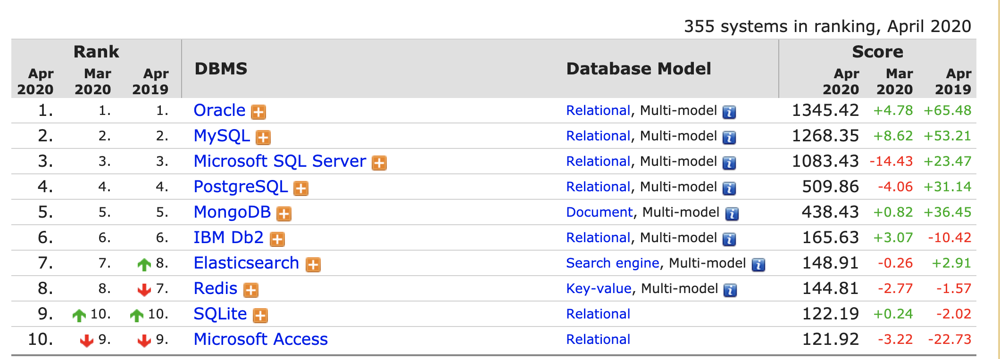 355 systems in ranking, April 2020
Rank DBMS Database Model Score
Apr 2020 Mar 2020 Apr 2019 Apr 2020 Mar 2020 Apr 2019
1. 1. 1. Oracle Relational, Multi-model 1345.42 +4.78 +65.48
2. 2. 2. MySQL Relational, Multi-model 1268.35 +8.62 +53.21
3. 3. 3. Microsoft SQL Server Relational, Multi-model 1083.43 -14.43 +23.47
4. 4. 4. PostgreSQL Relational, Multi-model 509.86 -4.06 +31.14
5. 5. 5. MongoDB Document, Multi-model 438.43 +0.82 +36.45
6. 6. 6. IBM Db2 Relational, Multi-model 165.63 +3.07 -10.42
7. 7. 8. Elasticsearch Search engine, Multi-model 148.91 -0.26 +2.91
8. 8. 7. Redis Key-value, Multi-model 144.81 -2.77 -1.57
9. 10. 10. SQLite Relational 122.19 +0.24 -2.02
10. 9. 9. Microsoft Access Relational 121.92 -3.22 -22.73